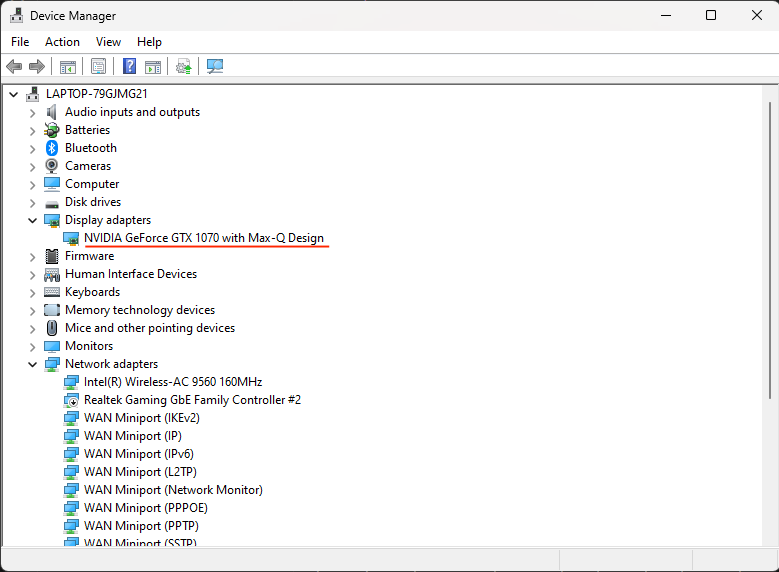 Device Manager
File Action View Help
LAPTOP-79GJMG21
Audio inputs and outputs
Batteries
Bluetooth
Cameras
Computer
Disk drives
Display adapters
NVIDIA GeForce GTX 1070 with Max-Q Design
Firmware
Human Interface Devices
Keyboards
Memory technology devices
Mice and other pointing devices
Monitors
Network adapters
Intel(R) Wireless-AC 9560 160MHz
Realtek Gaming GbE Family Controller #2
WAN Miniport (IKEv2)
WAN Miniport (IP)
WAN Miniport (IPv6)
WAN Miniport (L2TP)
WAN Miniport (Network Monitor)
WAN Miniport (PPPOE)
WAN Miniport (PPTP)
WAN Miniport (SSTP)